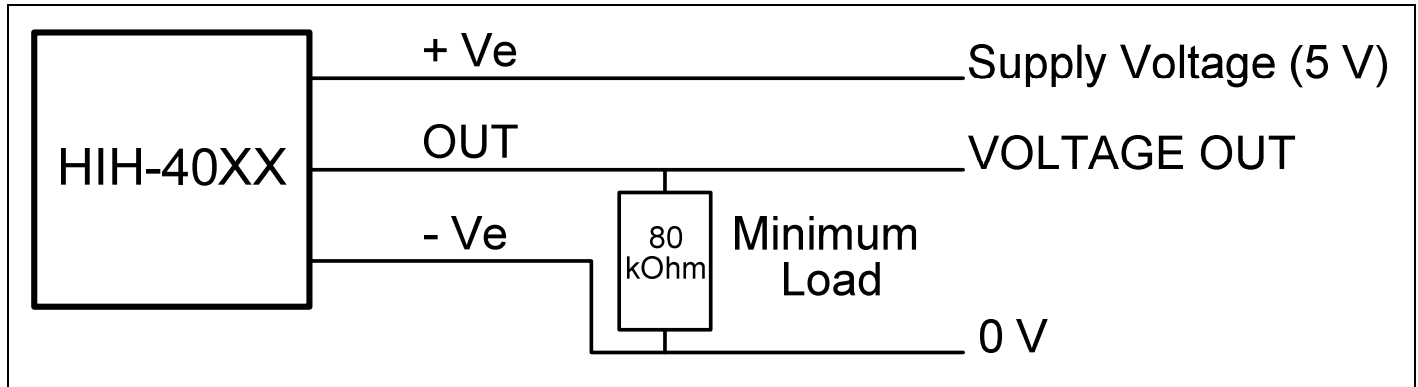 + Ve
Supply Voltage (5 V)
HIH-40XX
OUT
VOLTAGE OUT
- Ve
80
kOhm
Minimum
Load
0 V